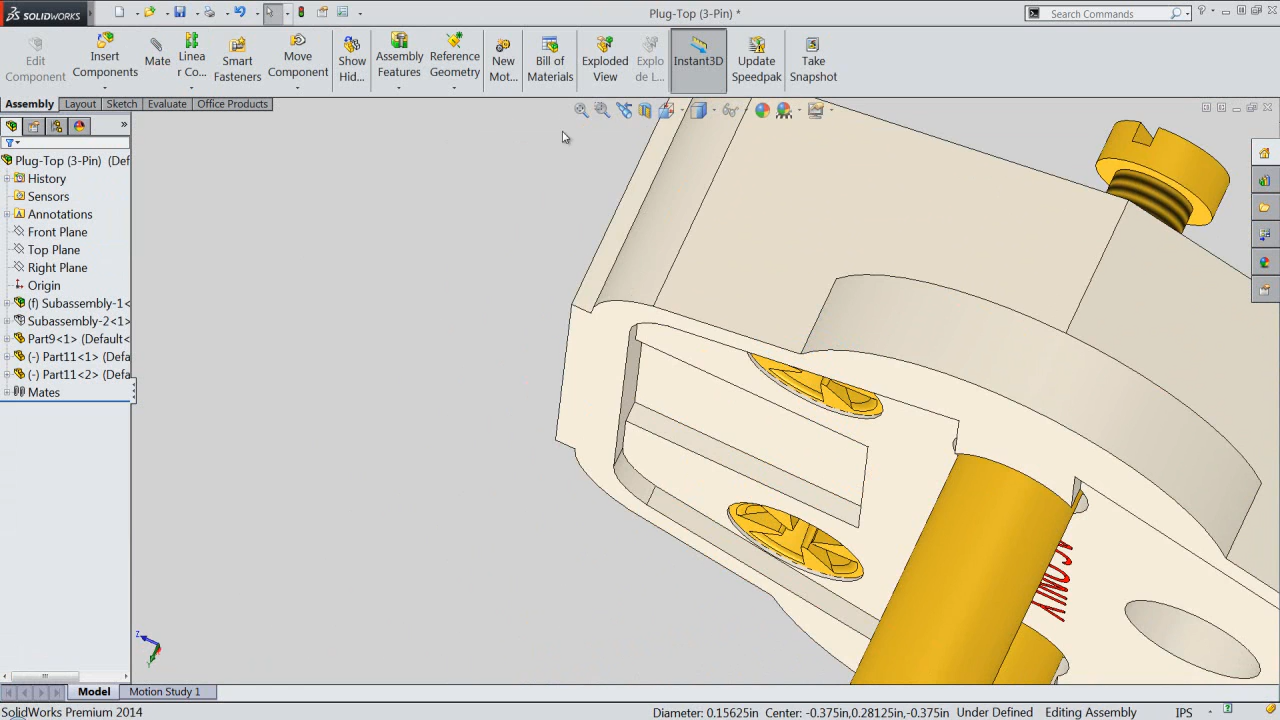 SOLIDWORKS
Plug-Top (3-Pin) *
Search Commands
Edit Component
Insert Components
Mate
Linea r Co...
Smart Fasteners
Move Component
Show Hid...
Assembly Features
Reference Geometry
New Mot...
Bill of Materials
Exploded View
Explo de L...
Instant3D
Update Speedpak
Take Snapshot
Assembly Layout Sketch Evaluate Office Products
Plug-Top (3-Pin) (Def
History
Sensors
Annotations
Front Plane
Top Plane
Right Plane
Origin
(f) Subassembly-1<
Subassembly-2<1>
Part9<1> (Default<
(-) Part11<1> (Defa
(-) Part11<2> (Defa
Mates
Z
Y
Model Motion Study 1
SolidWorks Premium 2014 Diameter: 0.15625in Center: -0.375in,0.28125in,-0.375in Under Defined Editing Assembly IPS